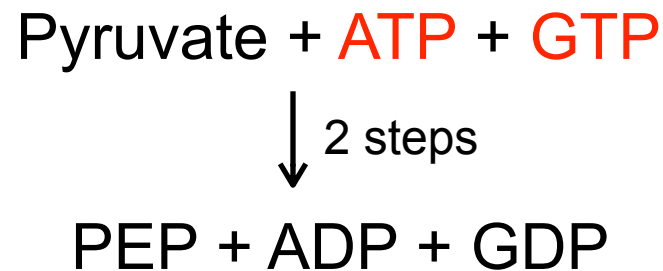 Pyruvate + ATP + GTP
2 steps
PEP + ADP + GDP